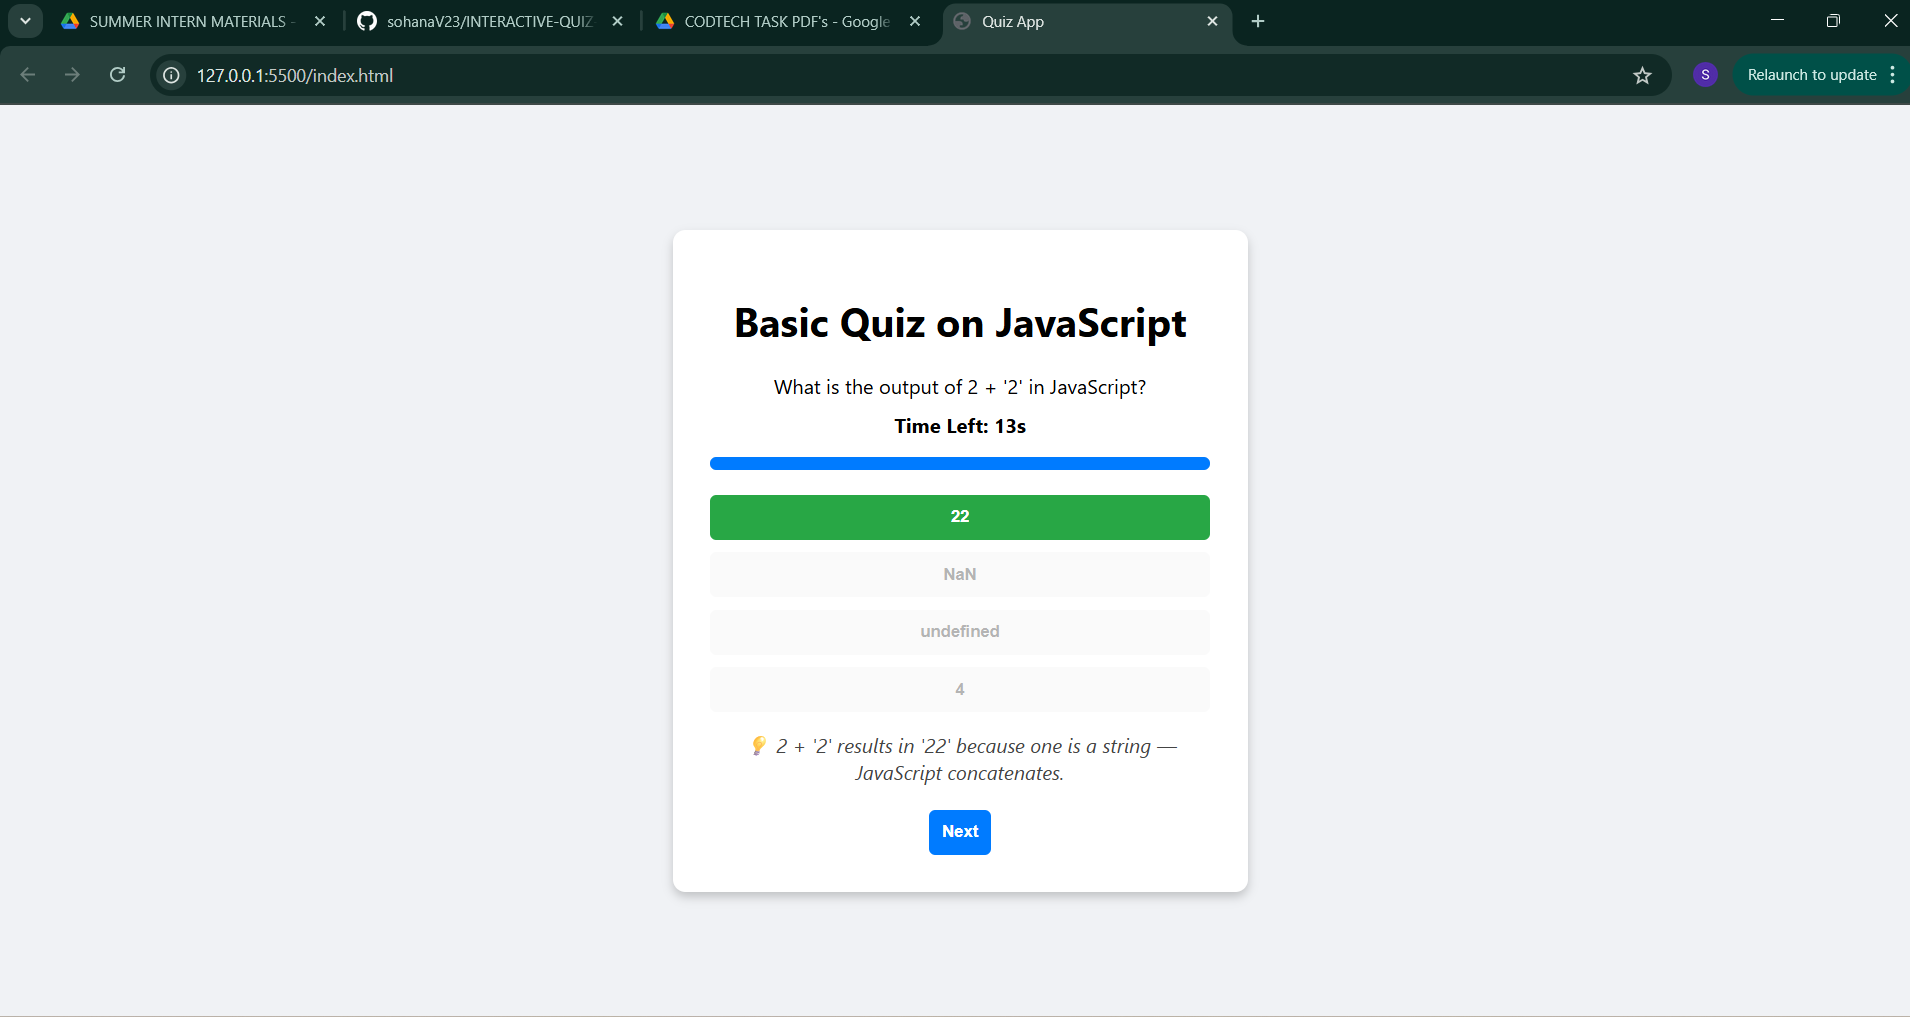 SUMMER INTERN MATERIALS -
sohanaV23/INTERACTIVE-QUIZ
CODTECH TASK PDF's - Google
Quiz App
127.0.0.1:5500/index.html
S
Relaunch to update
Basic Quiz on JavaScript
What is the output of 2 + '2' in JavaScript?
Time Left: 13s
22
NaN
undefined
4
💡 2 + '2' results in '22' because one is a string —
JavaScript concatenates.
Next